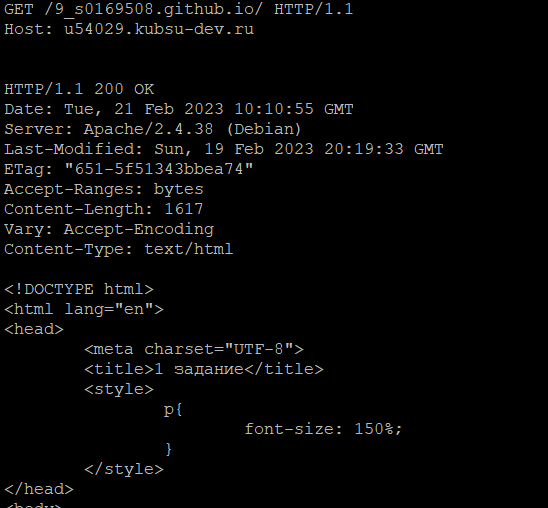 GET /9_s0169508.github.io/ HTTP/1.1
Host: u54029.kubsu-dev.ru
HTTP/1.1 200 OK
Date: Tue, 21 Feb 2023 10:10:55 GMT
Server: Apache/2.4.38 (Debian)
Last-Modified: Sun, 19 Feb 2023 20:19:33 GMT
ETag: "651-5f51343bbea74"
Accept-Ranges: bytes
Content-Length: 1617
Vary: Accept-Encoding
Content-Type: text/html
<!DOCTYPE html>
<html lang="en">
<head>
<meta charset="UTF-8">
<title>1 задание</title>
<style>
p{
font-size: 150%;
}
</style>
</head>
<body>